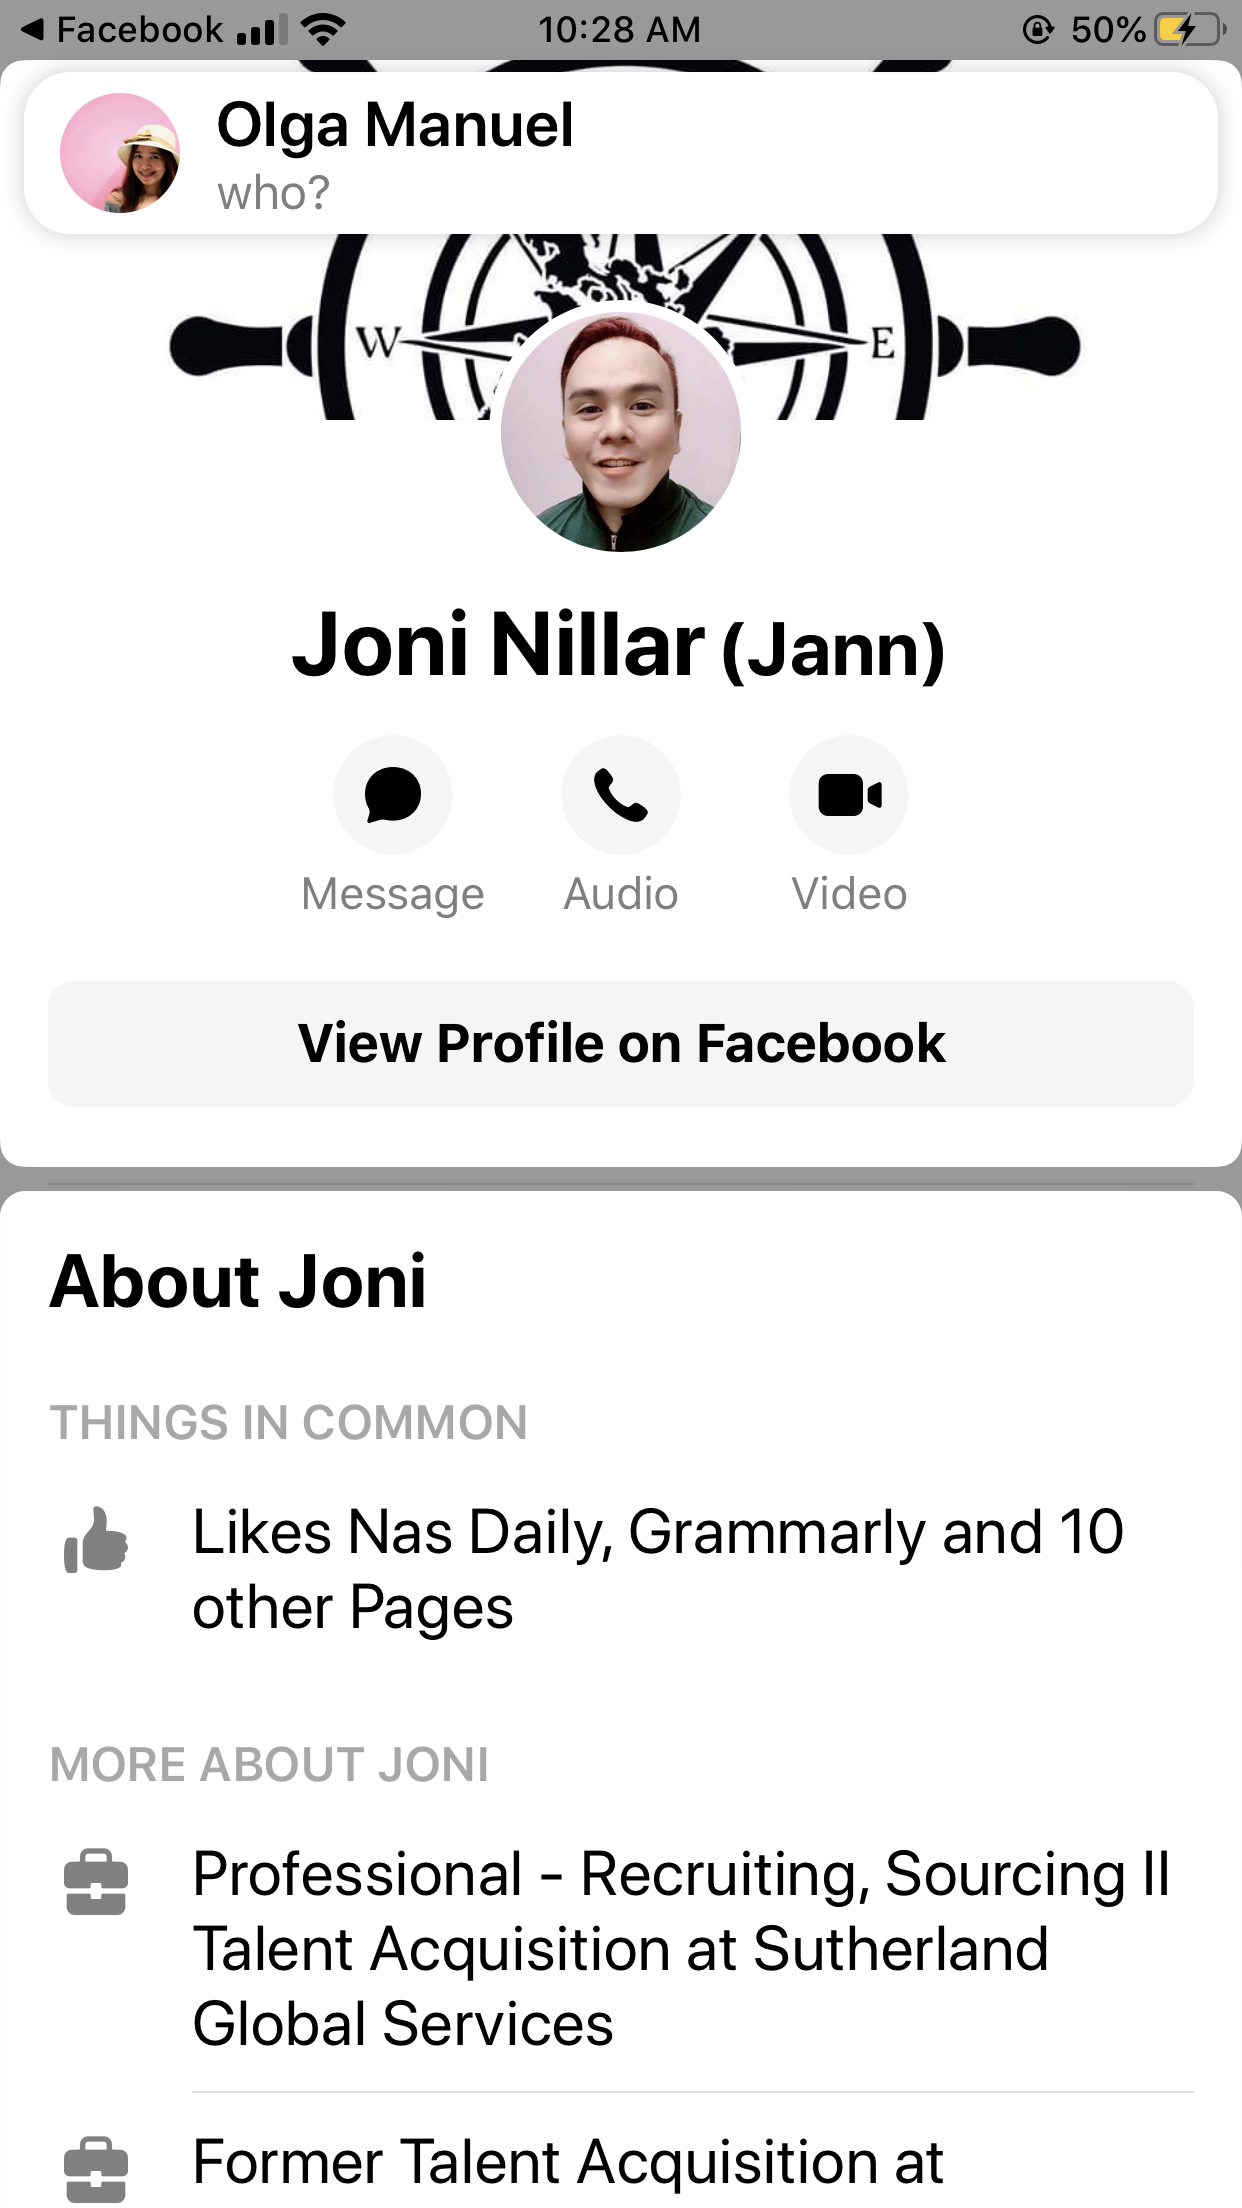 Facebook 10:28 AM 50%
Olga Manuel
who?
W E
Joni Nillar (Jann)
Message Audio Video
View Profile on Facebook
About Joni
THINGS IN COMMON
Likes Nas Daily, Grammarly and 10
other Pages
MORE ABOUT JONI
Professional - Recruiting, Sourcing II
Talent Acquisition at Sutherland
Global Services
Former Talent Acquisition at